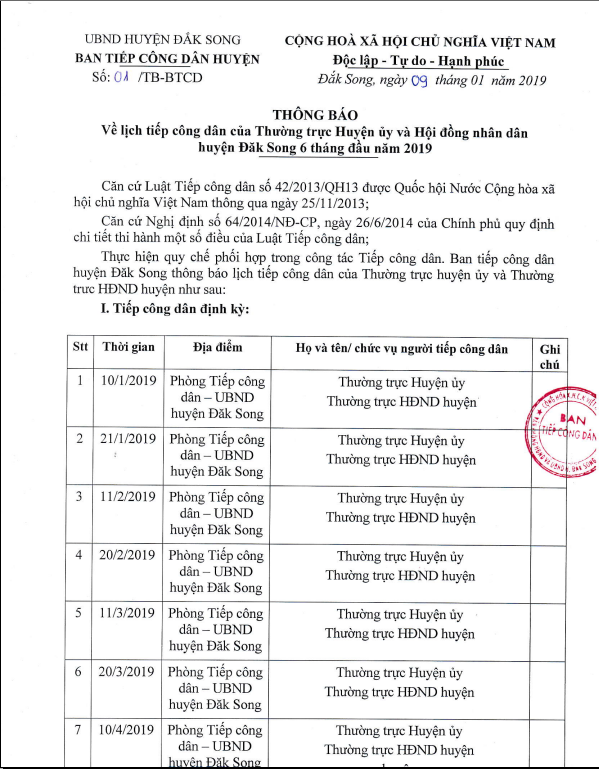 UBND HUYỆN ĐẮK SONG
BAN TIẾP CÔNG DÂN HUYỆN
Số: 01 /TB-BTCD
CỘNG HOÀ XÃ HỘI CHỦ NGHĨA VIỆT NAM
Độc lập - Tự do - Hạnh phúc
Đắk Song, ngày 09 tháng 01 năm 2019
THÔNG BÁO
Về lịch tiếp công dân của Thường trực Huyện ủy và Hội đồng nhân dân
huyện Đăk Song 6 tháng đầu năm 2019
Căn cứ Luật Tiếp công dân số 42/2013/QH13 được Quốc hội Nước Cộng hòa xã
hội chủ nghĩa Việt Nam thông qua ngày 25/11/2013;
Căn cứ Nghị định số 64/2014/NĐ-CP, ngày 26/6/2014 của Chính phủ quy định
chi tiết thi hành một số điều của Luật Tiếp công dân;
Thực hiện quy chế phối hợp trong công tác Tiếp công dân. Ban tiếp công dân
huyện Đăk Song thông báo lịch tiếp công dân của Thường trực huyện ủy và Thường
trưc HĐND huyện như sau:
I. Tiếp công dân định kỳ:
Stt Thời gian Địa điểm Họ và tên/ chức vụ người tiếp công dân Ghi
chú
1 10/1/2019 Phòng Tiếp công Thường trực Huyện ủy
dân – UBND Thường trực HĐND huyện
huyện Đăk Song
2 21/1/2019 Phòng Tiếp công Thường trực Huyện ủy
dân – UBND Thường trực HĐND huyện
huyện Đăk Song
3 11/2/2019 Phòng Tiếp công Thường trực Huyện ủy
dân – UBND Thường trực HĐND huyện
huyện Đăk Song
4 20/2/2019 Phòng Tiếp công Thường trực Huyện ủy
dân – UBND Thường trực HĐND huyện
huyện Đăk Song
5 11/3/2019 Phòng Tiếp công Thường trực Huyện ủy
dân – UBND Thường trực HĐND huyện
huyện Đăk Song
6 20/3/2019 Phòng Tiếp công Thường trực Huyện ủy
dân – UBND Thường trực HĐND huyện
huyện Đăk Song
7 10/4/2019 Phòng Tiếp công Thường trực Huyện ủy
dân – UBND Thường trực HĐND huyện
huyện Đăk Song
BAN
TIẾP CÔNG DÂN